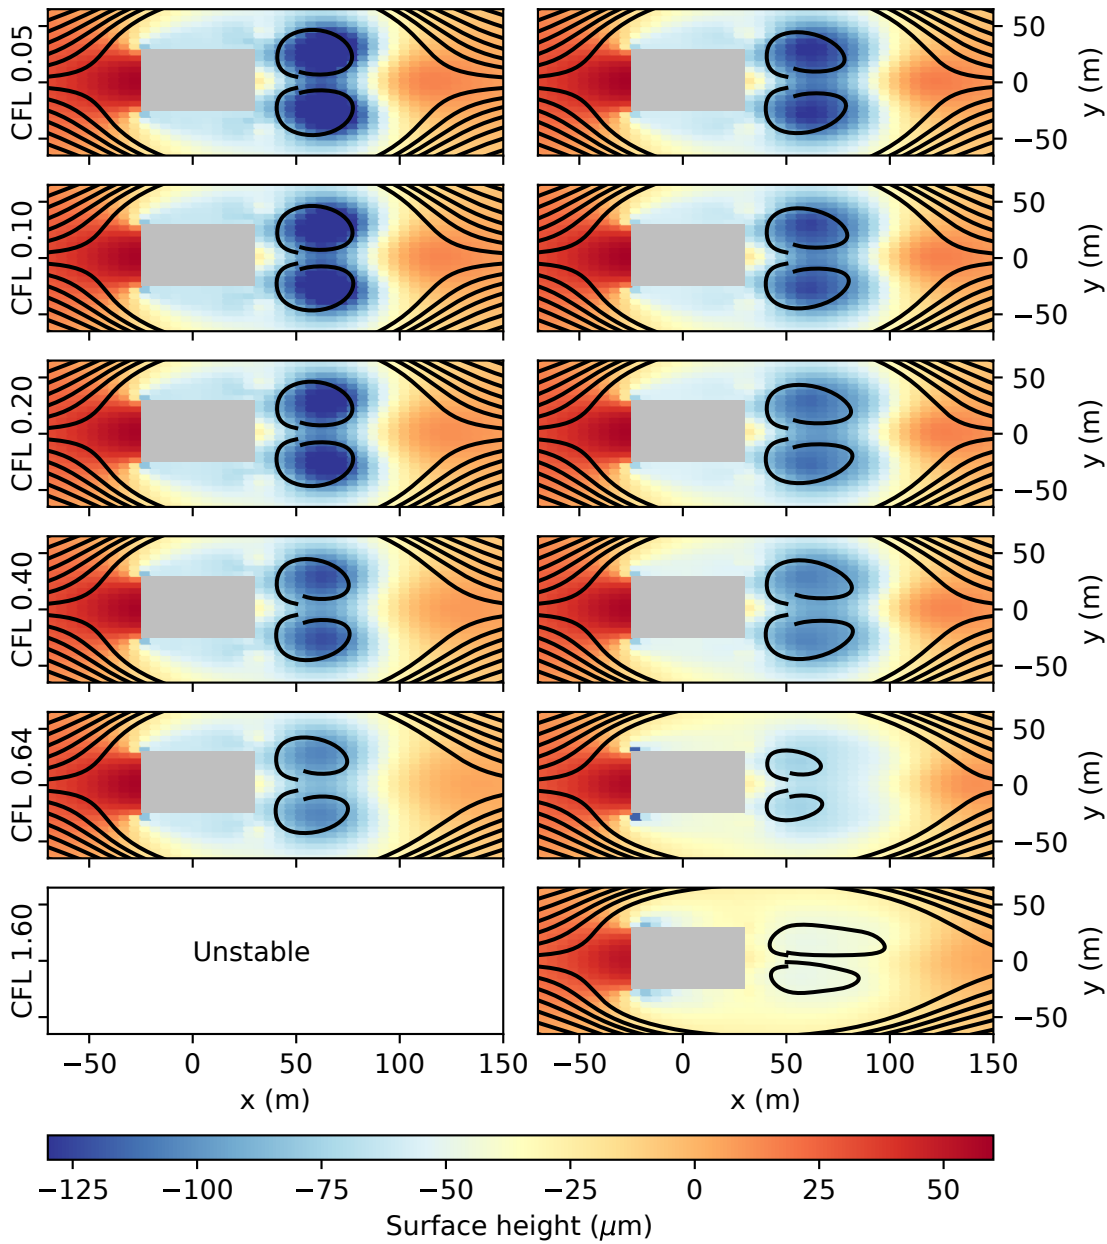 CFL 0.05
50
0
−50
y (m)
CFL 0.10
50
0
−50
y (m)
CFL 0.20
50
0
−50
y (m)
CFL 0.40
50
0
−50
y (m)
CFL 0.64
50
0
−50
y (m)
CFL 1.60
Unstable
50
0
−50
y (m)
−50 0 50 100 150 −50 0 50 100 150
x (m) x (m)
−125 −100 −75 −50 −25 0 25 50
Surface height (μm)